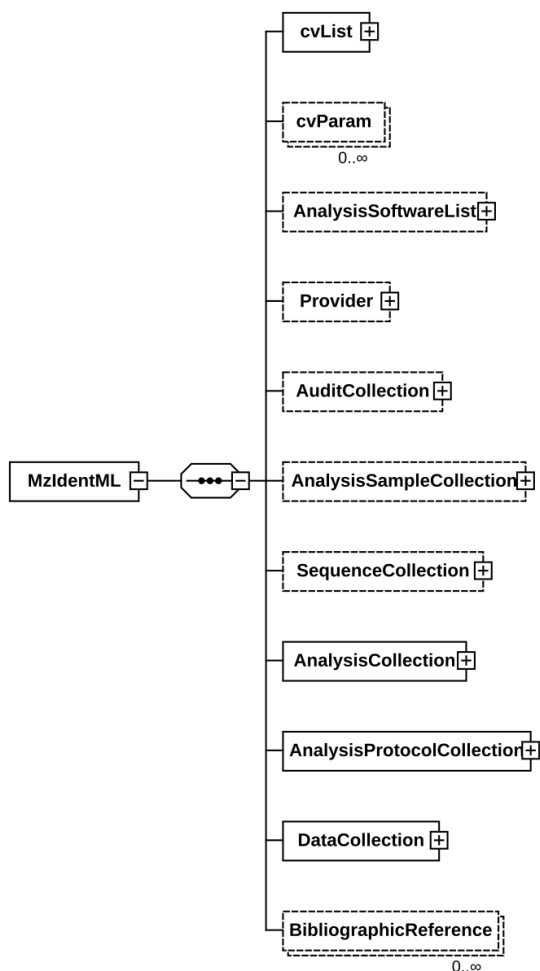 cvList
cvParam
0..∞
AnalysisSoftwareList
Provider
AuditCollection
MzIdentML
AnalysisSampleCollection
SequenceCollection
AnalysisCollection
AnalysisProtocolCollection
DataCollection
BibliographicReference
0..∞